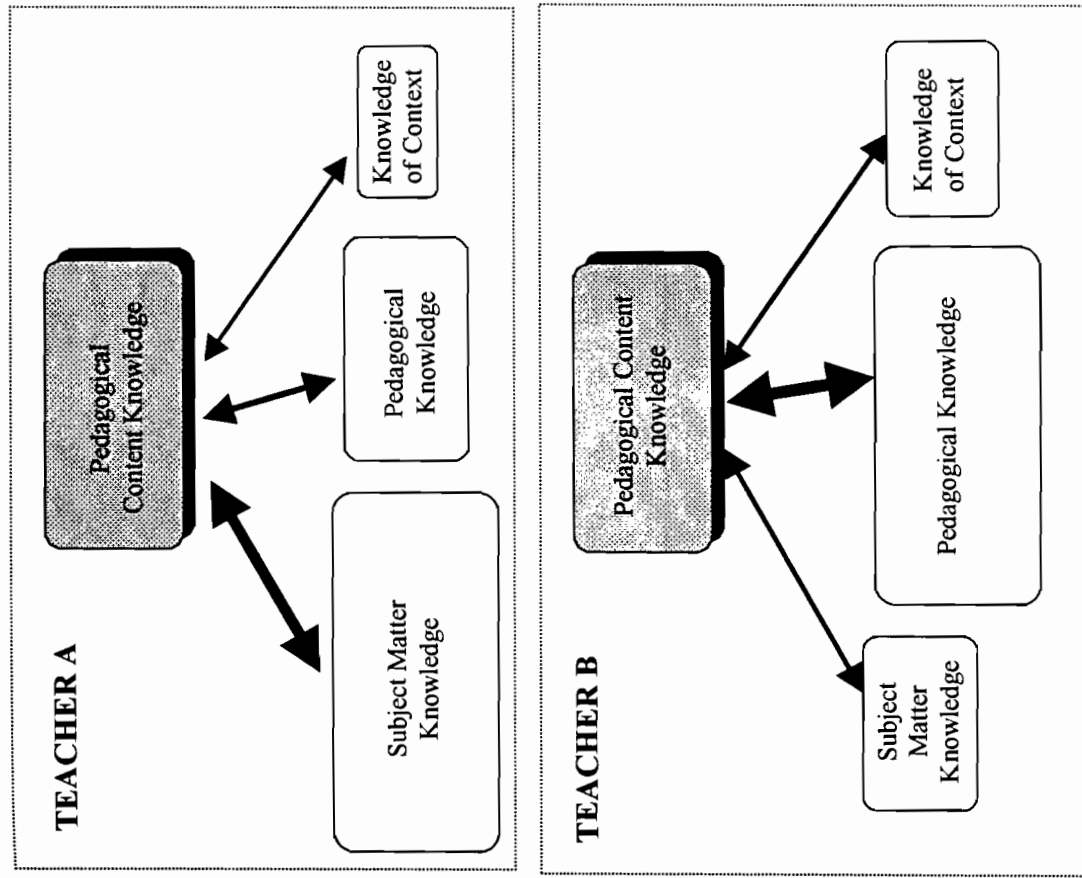 TEACHER A
Pedagogical
Content Knowledge
Subject Matter
Knowledge
Pedagogical
Knowledge
Knowledge
of Context
TEACHER B
Pedagogical Content
Knowledge
Subject
Matter
Knowledge
Pedagogical Knowledge
Knowledge
of Context